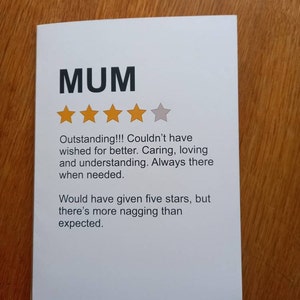 MUM
Outstanding!!! Couldn't have
wished for better. Caring, loving
and understanding. Always there
when needed.
Would have given five stars, but
there's more nagging than
expected.